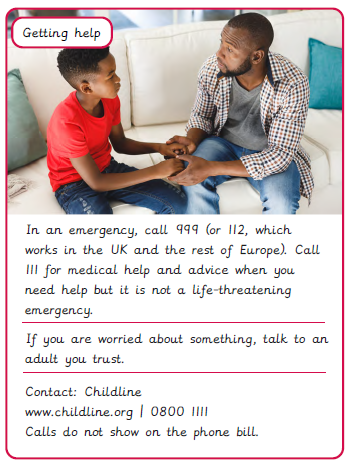 Getting help
In an emergency, call 999 (or 112, which
works in the UK and the rest of Europe). Call
111 for medical help and advice when you
need help but it is not a life-threatening
emergency.
If you are worried about something, talk to an
adult you trust.
Contact: Childline
www.childline.org | 0800 1111
Calls do not show on the phone bill.